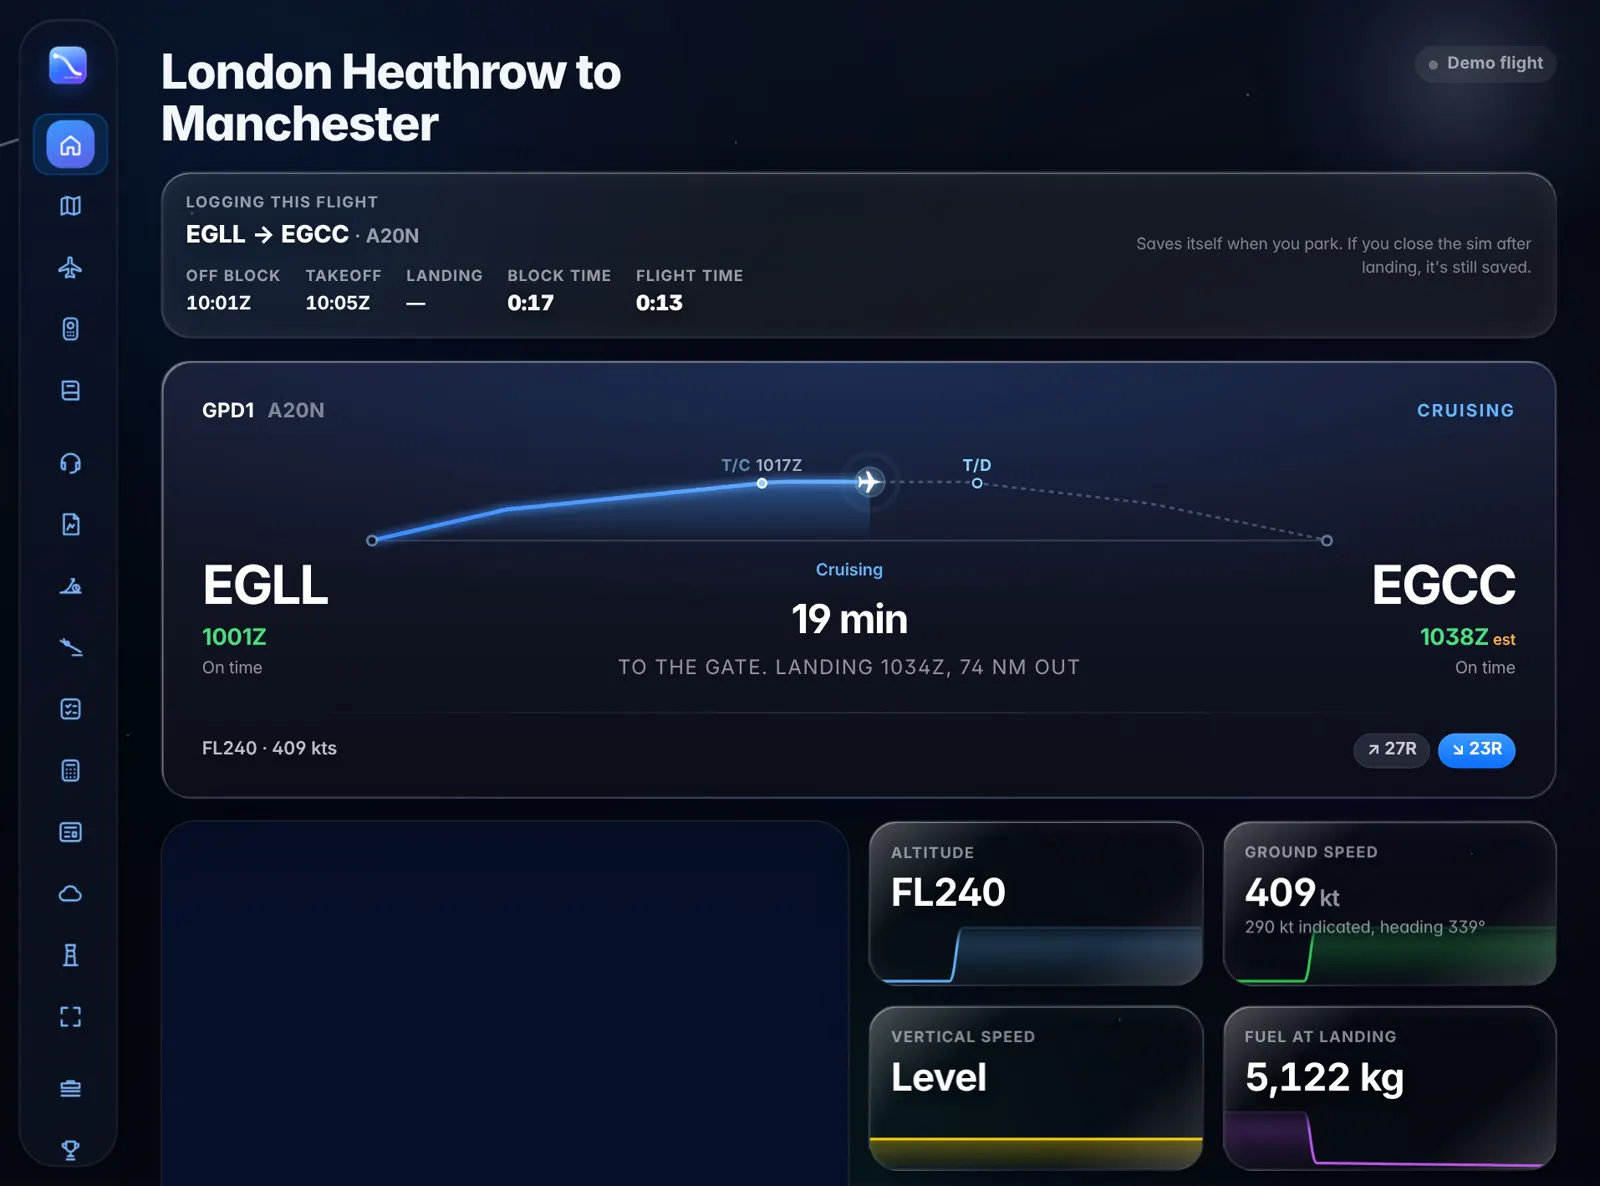 London Heathrow to
Manchester
Demo flight
LOGGING THIS FLIGHT
EGLL → EGCC · A20N
OFF BLOCK TAKEOFF LANDING BLOCK TIME FLIGHT TIME
10:01Z 10:05Z — 0:17 0:13
Saves itself when you park. If you close the sim after
landing, it's still saved.
GPD1 A20N
CRUISING
T/C 1017Z
T/D
Cruising
EGLL
1001Z
On time
19 min
TO THE GATE. LANDING 1034Z, 74 NM OUT
EGCC
1038Z est
On time
FL240 · 409 kts
↗ 27R
↘ 23R
ALTITUDE
FL240
GROUND SPEED
409 kt
290 kt indicated, heading 339°
VERTICAL SPEED
Level
FUEL AT LANDING
5,122 kg